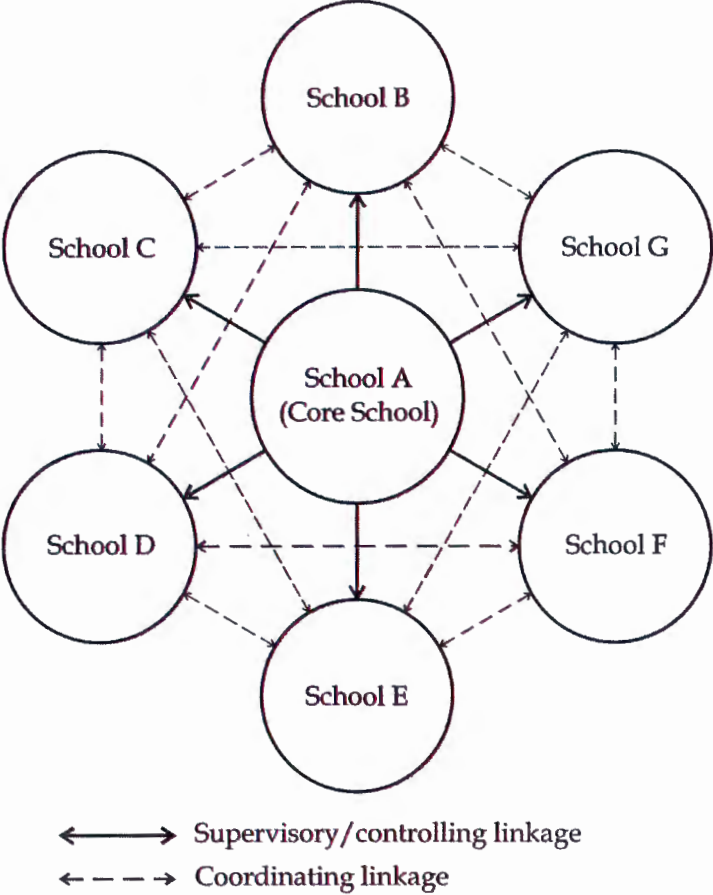 School B
School C
School G
School A
(Core School)
School D
School F
School E
Supervisory/controlling linkage
Coordinating linkage